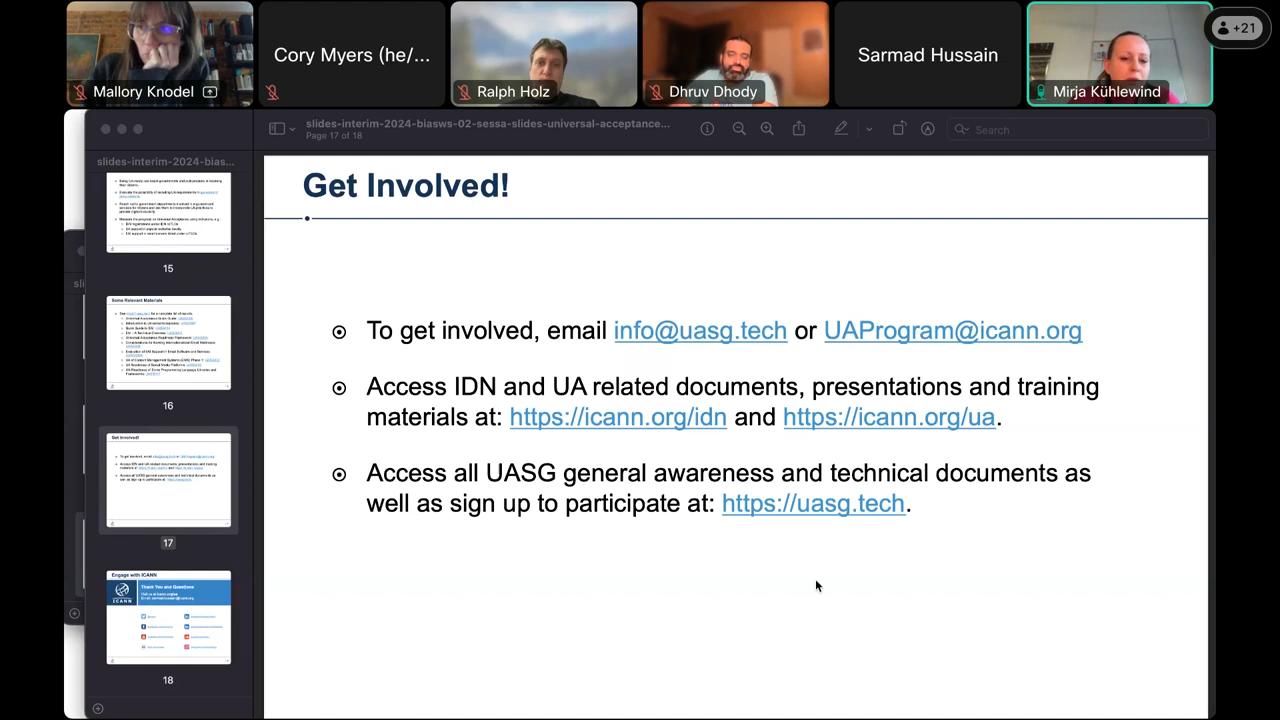 +21
Cory Myers (he/...
Sarmad Hussain
Mallory Knodel
Ralph Holz
Dhruv Dhody
Mirja Kühlewind
slides-interim-2024-biasws-02-sessa-slides-universal-acceptance...
Page 17 of 18
Search
slides-interim-2024-bias...
15
Some Relevant Materials
16
Get Involved!
17
Engage with ICANN
Thank You and Questions
ICANN
18
Get Involved!
To get involved, email info@uasg.tech or UAProgram@icann.org
Access IDN and UA related documents, presentations and training
materials at: https://icann.org/idn and https://icann.org/ua.
Access all UASG general awareness and technical documents as
well as sign up to participate at: https://uasg.tech.